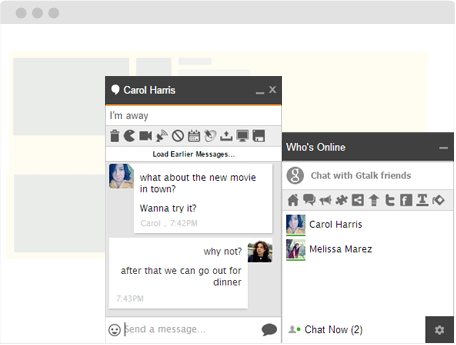 Carol Harris
I'm away
Load Earlier Messages...
what about the new movie
in town?
Wanna try it?
Carol , 7:42PM
why not?
after that we can go out for
dinner
7:43PM
Send a message...
Who's Online
Chat with Gtalk friends
Carol Harris
Melissa Marez
Chat Now (2)